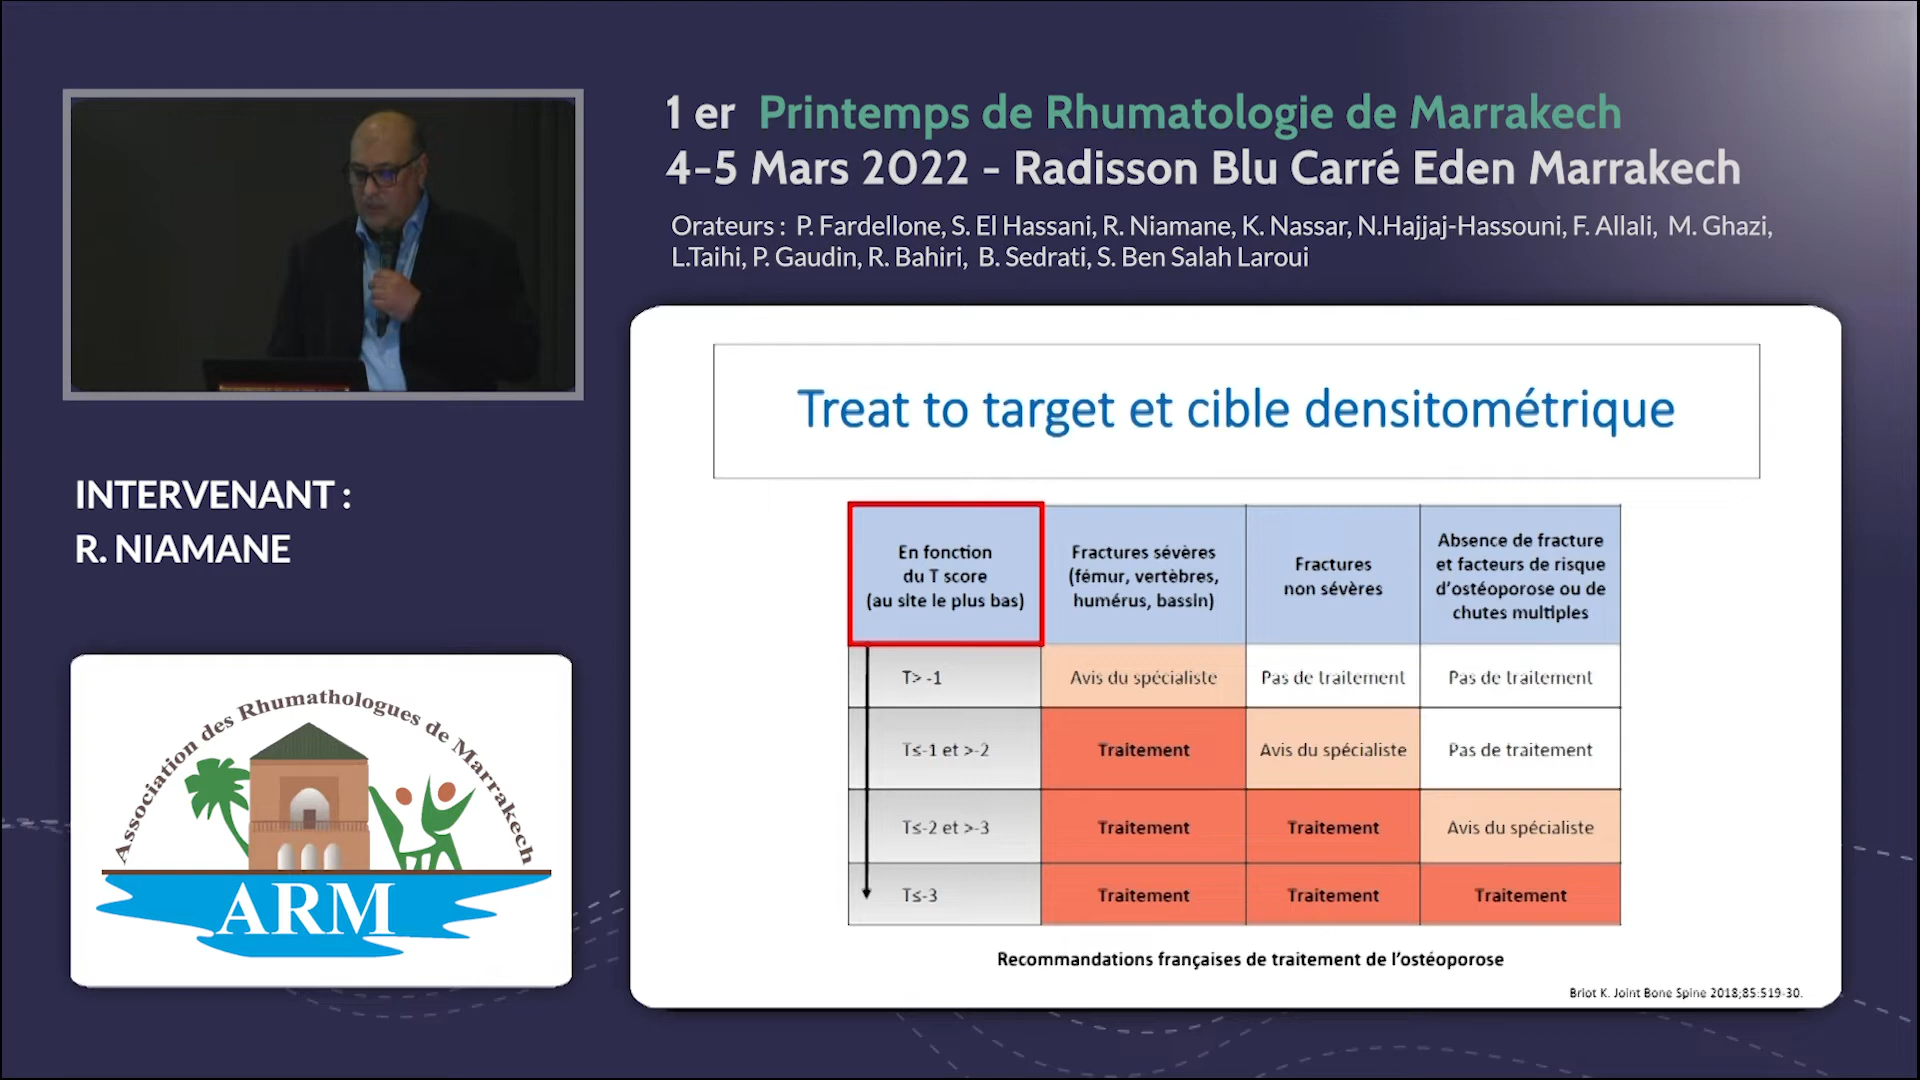 1 er Printemps de Rhumatologie de Marrakech
4-5 Mars 2022 - Radisson Blu Carré Eden Marrakech
Orateurs : P. Fardellone, S. El Hassani, R. Niamane, K. Nassar, N.Hajjaj-Hassouni, F. Allali, M. Ghazi,
L.Taihi, P. Gaudin, R. Bahiri, B. Sedrati, S. Ben Salah Laroui
INTERVENANT :
R. NIAMANE
Association des Rhumathologues de Marrakech
ARM
Treat to target et cible densitométrique
En fonction
du T score
(au site le plus bas)
Fractures sévères
(fémur, vertèbres,
humérus, bassin)
Fractures
non sévères
Absence de fracture
et facteurs de risque
d'ostéoporose ou de
chutes multiples
T> -1
Avis du spécialiste
Pas de traitement
Pas de traitement
T≤-1 et >-2
Traitement
Avis du spécialiste
Pas de traitement
T≤-2 et >-3
Traitement
Traitement
Avis du spécialiste
T≤-3
Traitement
Traitement
Traitement
Recommandations françaises de traitement de l'ostéoporose
Briot K. Joint Bone Spine 2018;85:519-30.